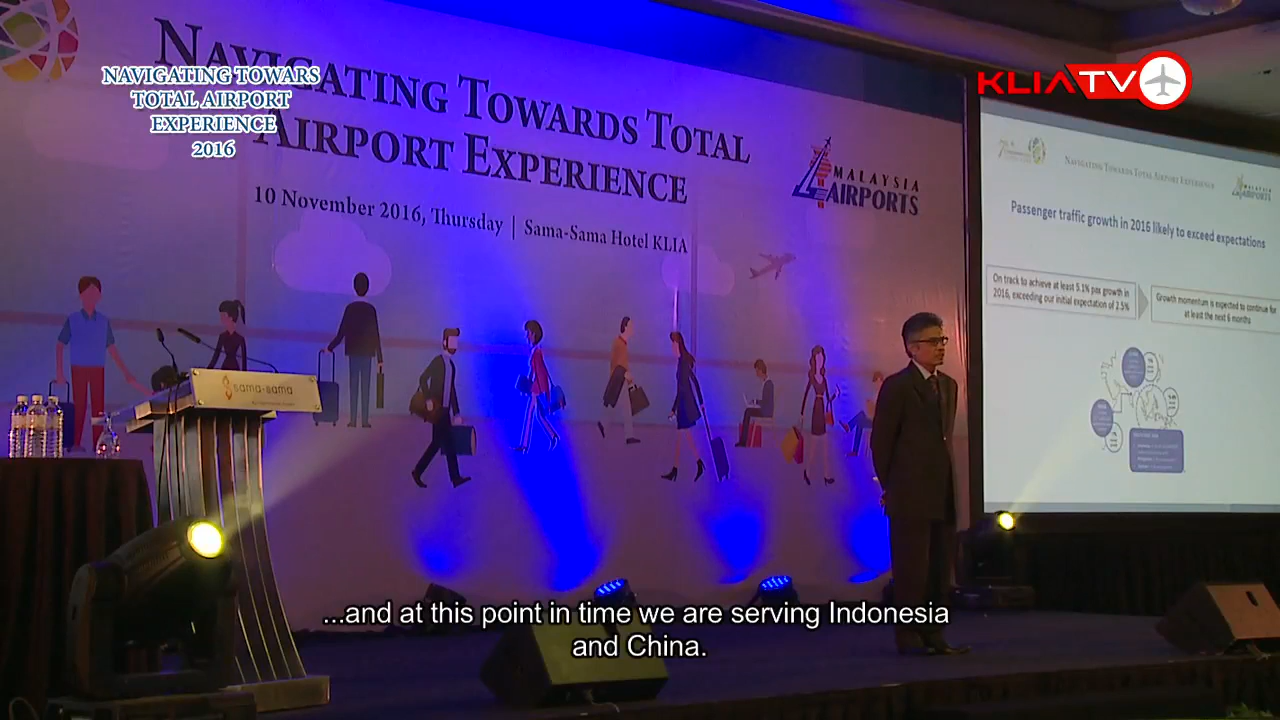 NAVIGATING TOWARDS TOTAL
AIRPORT EXPERIENCE
10 November 2016, Thursday | Sama-Sama Hotel KLIA
MALAYSIA
AIRPORTS
NAVIGATING TOWARS
TOTAL AIRPORT
EXPERIENCE
2016
KLIA TV
NAVIGATING TOWARDS TOTAL AIRPORT EXPERIENCE
MALAYSIA
AIRPORTS
Passenger traffic growth in 2016 likely to exceed expectations
On track to achieve at least 5.1% pax growth in
2016, exceeding our initial expectation of 2.5%
Growth momentum is expected to continue for
at least the next 6 months
sama-sama
...and at this point in time we are serving Indonesia
and China.